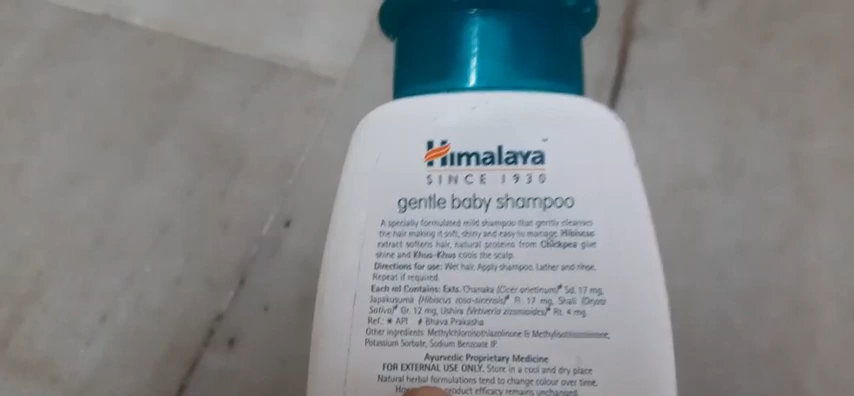 Himalaya
SINCE 1930
gentle baby shampoo
A specially formulated mild shampoo that gently cleanses
the hair making it soft, shiny and easy to manage. Hibiscus
extract softens hair, natural proteins from Chickpea give
shine and Khus-Khus cools the scalp.
Directions for use: Wet hair. Apply shampoo. Lather and rinse.
Repeat if required.
Each ml Contains: Exts. Chanaka (Cicer arietinum)# Sd. 17 mg,
Japakusuma (Hibiscus rosa-sinensis)# Fl. 17 mg, Shali (Oryza
Sativa)* Gr. 12 mg, Ushira (Vetiveria zizanioides)* Rt. 4 mg.
Ref.: * API # Bhava Prakasha
Other ingredients: Methylchloroisothiazolinone & Methylisothiazolinone,
Potassium Sorbate, Sodium Benzoate IP.
Ayurvedic Proprietary Medicine
FOR EXTERNAL USE ONLY. Store in a cool and dry place
Natural herbal formulations tend to change colour over time.
product efficacy remains unchanged.